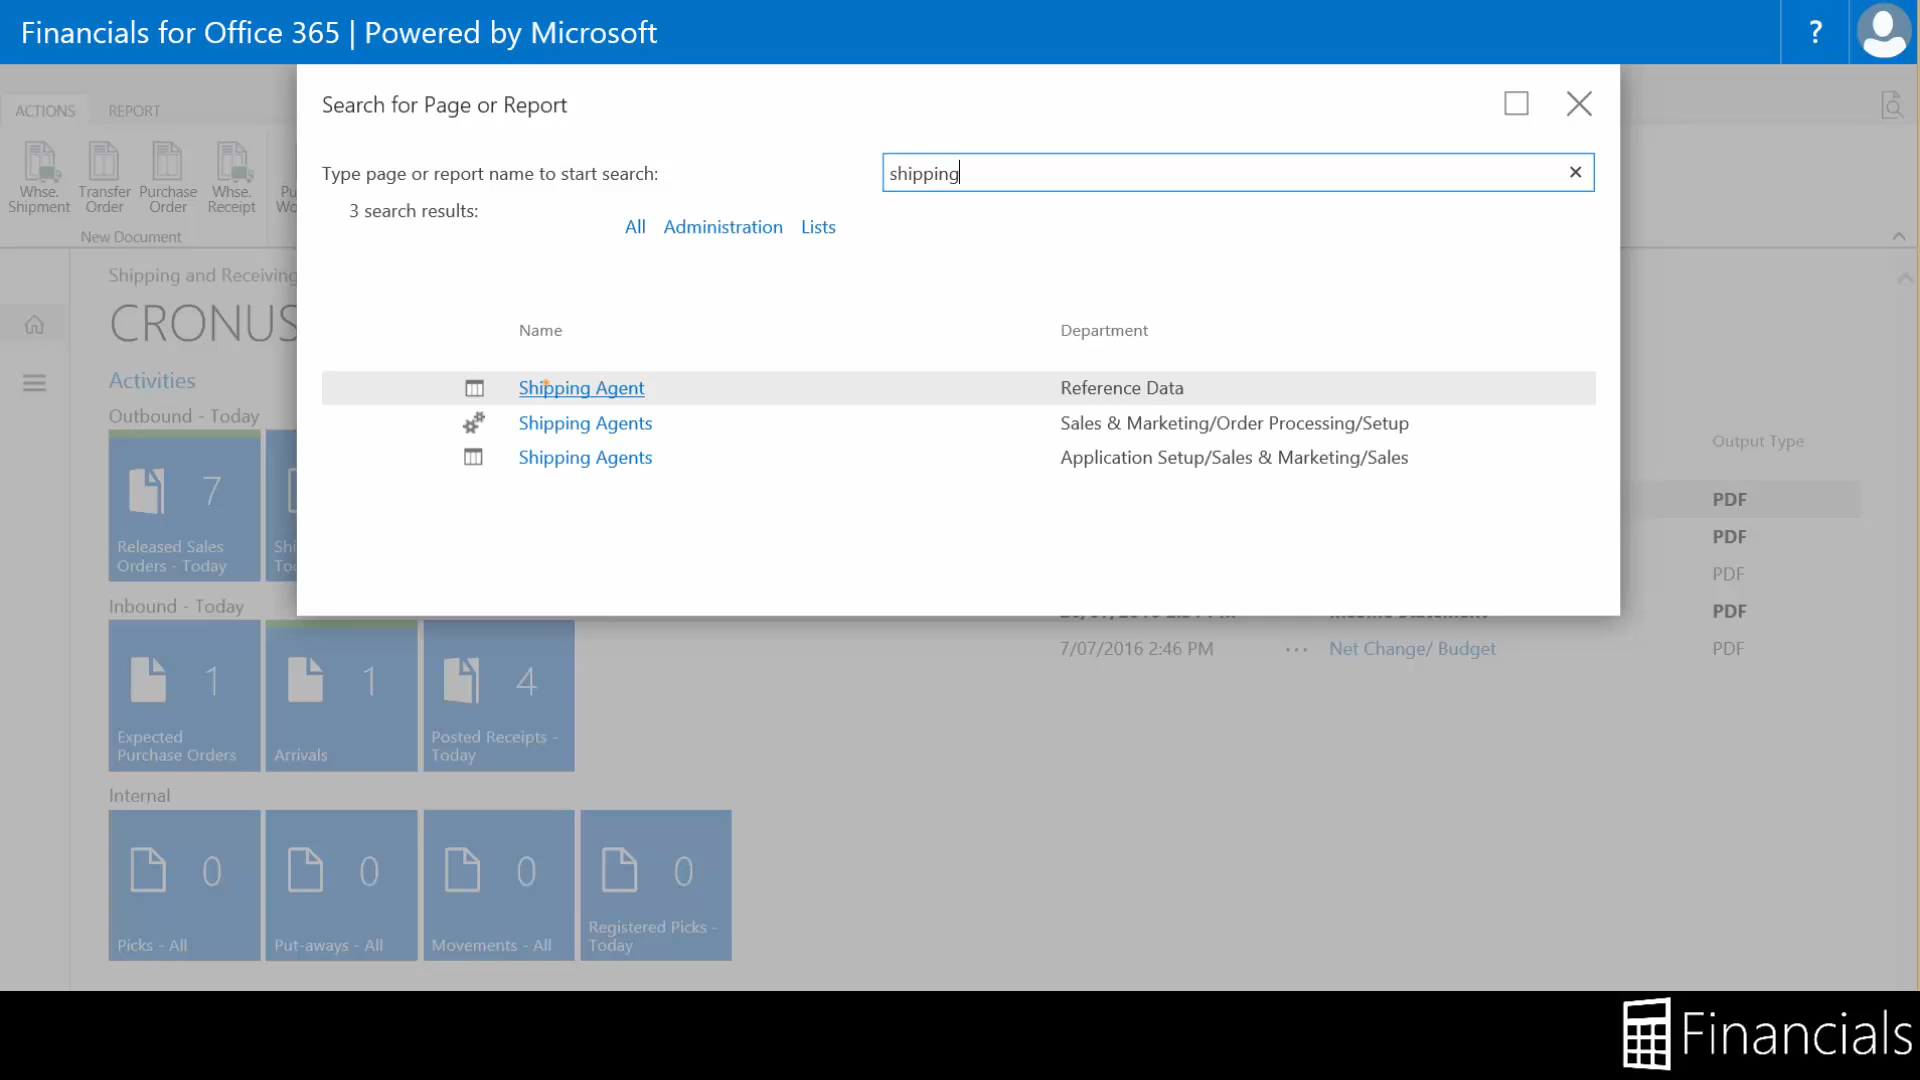 Financials for Office 365 | Powered by Microsoft
?
ACTIONS REPORT
Search for Page or Report
Type page or report name to start search: shipping
3 search results:
All Administration Lists
Whse. Shipment
Transfer Order
Purchase Order
Whse. Receipt
New Document
Shipping and Receiving
CRONUS
Name Department
Shipping Agent Reference Data
Shipping Agents Sales & Marketing/Order Processing/Setup
Shipping Agents Application Setup/Sales & Marketing/Sales
Activities
Outbound - Today
7
Released Sales
Orders - Today
Output Type
PDF
PDF
PDF
PDF
7/07/2016 2:46 PM ... Net Change/ Budget PDF
Inbound - Today
1
Expected
Purchase Orders
1
Arrivals
4
Posted Receipts -
Today
Internal
0
Picks - All
0
Put-aways - All
0
Movements - All
0
Registered Picks -
Today
Financials